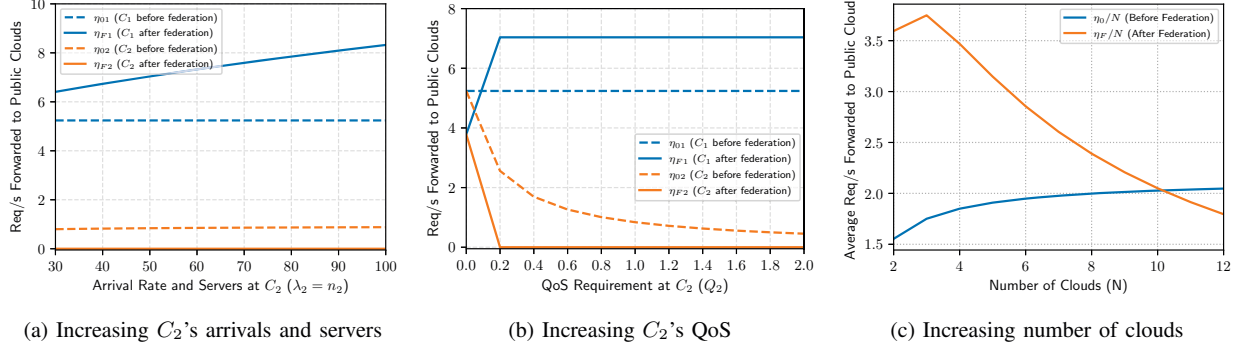 Req/s Forwarded to Public Clouds
10
8
6
4
2
0
η01 (C1 before federation)
ηF1 (C1 after federation)
η02 (C2 before federation)
ηF2 (C2 after federation)
30 40 50 60 70 80 90 100
Arrival Rate and Servers at C2 (λ2 = n2)
(a) Increasing C2's arrivals and servers
Req/s Forwarded to Public Clouds
8
6
4
2
0
η01 (C1 before federation)
ηF1 (C1 after federation)
η02 (C2 before federation)
ηF2 (C2 after federation)
0.0 0.2 0.4 0.6 0.8 1.0 1.2 1.4 1.6 1.8 2.0
QoS Requirement at C2 (Q2)
(b) Increasing C2's QoS
Average Req/s Forwarded to Public Clouds
3.5
3.0
2.5
2.0
1.5
η0/N (Before Federation)
ηF/N (After Federation)
2 4 6 8 10 12
Number of Clouds (N)
(c) Increasing number of clouds